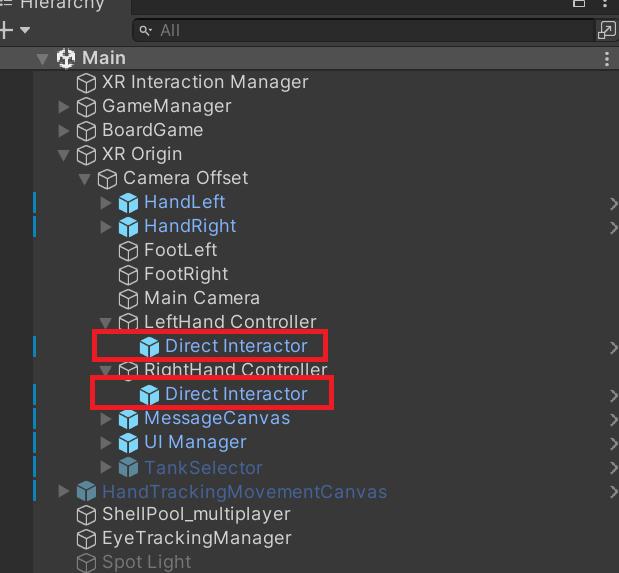 Hierarchy
All
Main
XR Interaction Manager
GameManager
BoardGame
XR Origin
Camera Offset
HandLeft
HandRight
FootLeft
FootRight
Main Camera
LeftHand Controller
Direct Interactor
RightHand Controller
Direct Interactor
MessageCanvas
UI Manager
TankSelector
HandTrackingMovementCanvas
ShellPool_multiplayer
EyeTrackingManager
Spot Light